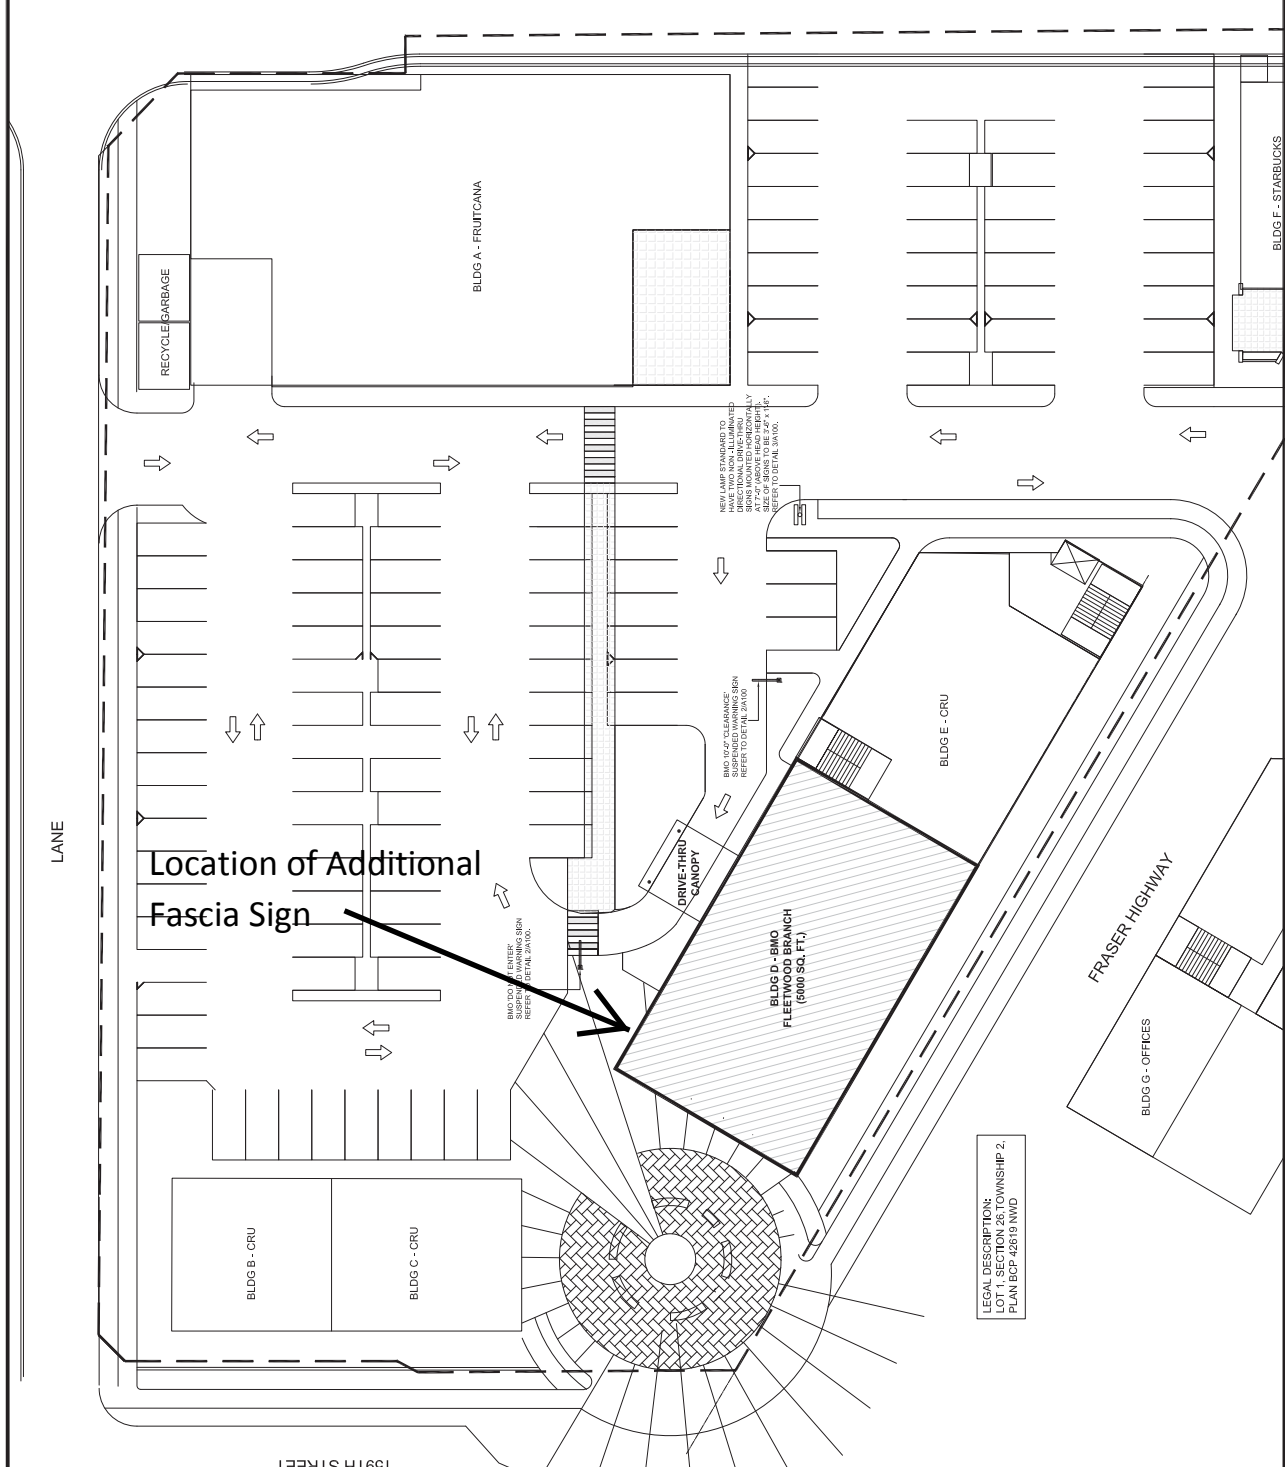 BLDG A - FRUITCANA
BLDG F - STARBUCKS
RECYCLE/GARBAGE
NEW LAMP STANDARD TO
HAVE TWO NON - ILLUMINATED
DIRECTIONAL DRIVE-THRU
SIGNS MOUNTED HORIZONTALLY
AT 7'-0" (ABOVE HEAD HEIGHT).
SIZE OF SIGNS TO BE 3'-6" x 1'-6".
REFER TO DETAIL 3/A100.
BMO 10'-0" 'CLEARANCE'
SUSPENDED WARNING SIGN
REFER TO DETAIL 2/A100
BLDG E - CRU
LANE
Location of Additional
Fascia Sign
DRIVE-THRU
CANOPY
BMO 'DO NOT ENTER'
SUSPENDED WARNING SIGN
REFER TO DETAIL 2/A100.
BLDG D - BMO
FLEETWOOD BRANCH
(5000 SQ. FT.)
FRASER HIGHWAY
BLDG G - OFFICES
BLDG B - CRU
BLDG C - CRU
LEGAL DESCRIPTION:
LOT 1, SECTION 26,TOWNSHIP 2,
PLAN BCP 42619 NWD
159TH STREET